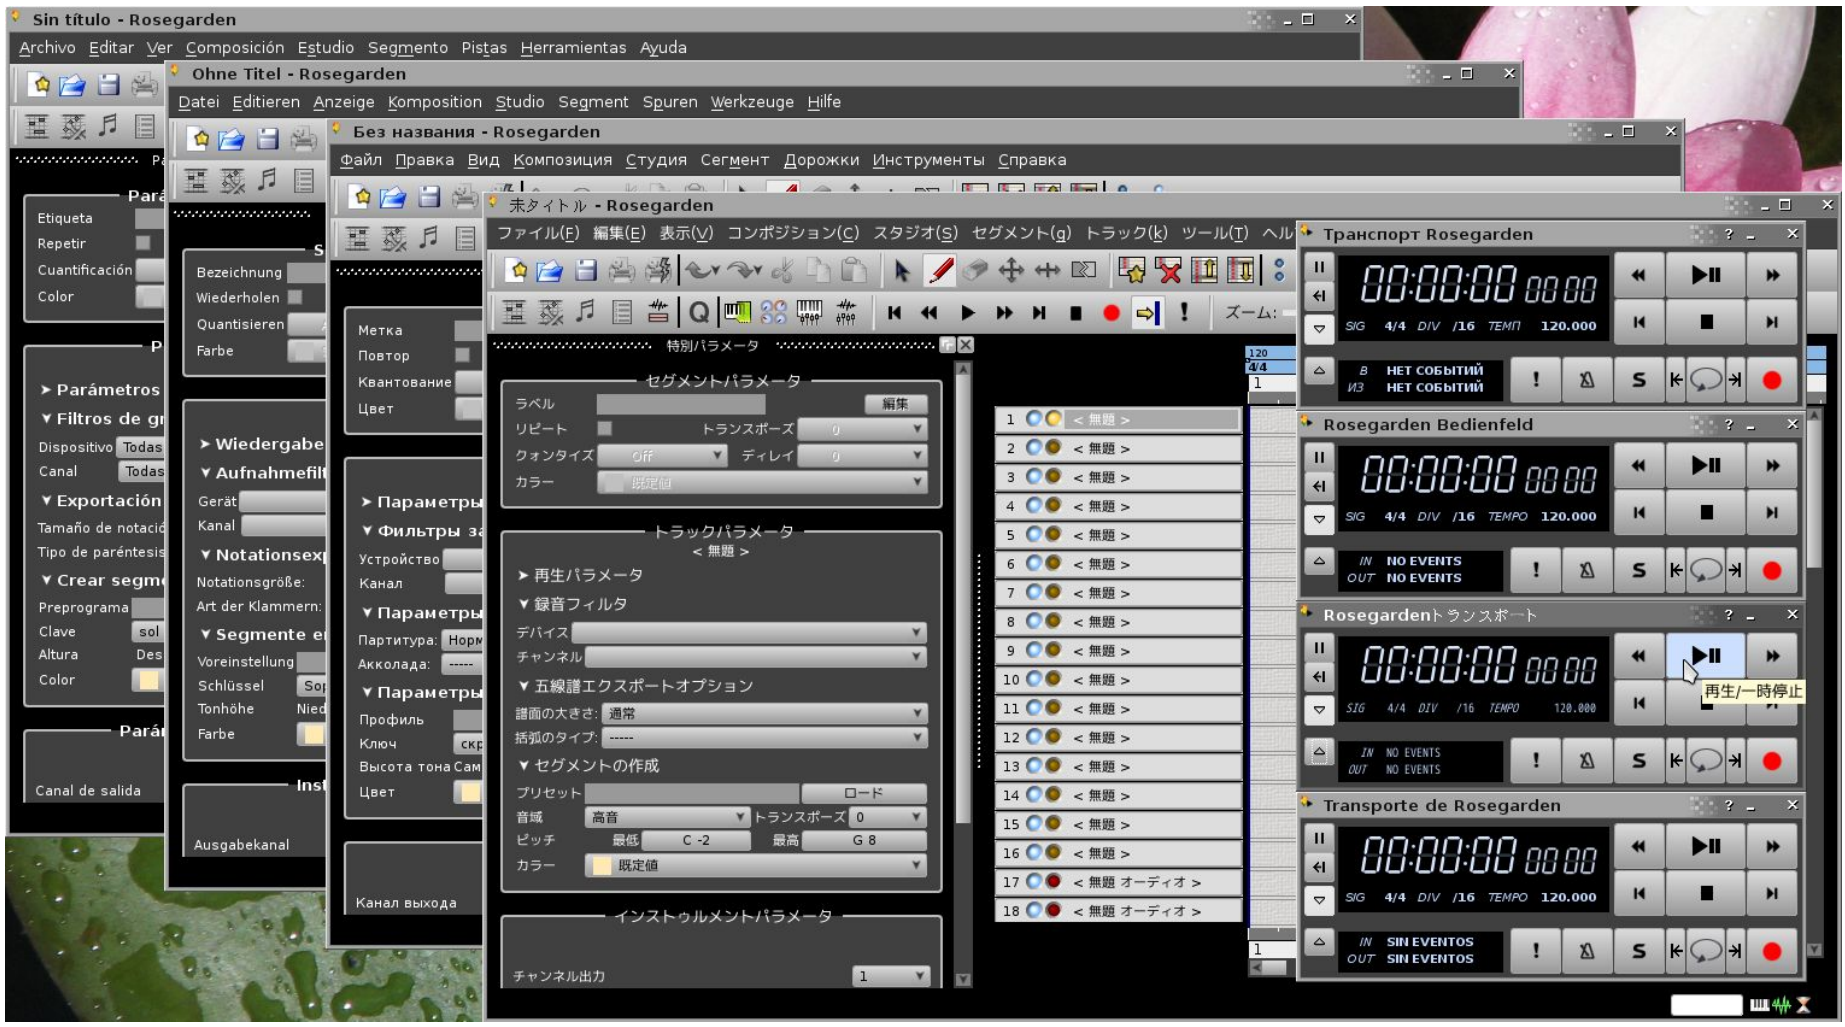 Sin título - Rosegarden
Archivo Editar Ver Composición Estudio Segmento Pistas Herramientas Ayuda
Etiqueta
Repetir
Cuantificación
Color
Parámetros
Filtros de
Dispositivo Todas
Canal Todas
Exportación
Tamaño de
Tipo de paréntesis
Crear
Clave sol
Altura
Color
Canal de salida
Ohne Titel - Rosegarden
Datei Editieren Anzeige Komposition Studio Segment Spuren Werkzeuge Hilfe
Bezeichnung
Wiederholen
Quantisieren
Farbe
Gerät
Kanal
Notationsgröße:
Art der Klammern:
Segmente
Voreinstellung
Schlüssel
Tonhöhe
Farbe
Ausgabekanal
Без названия - Rosegarden
Файл Правка Вид Композиция Студия Сегмент Дорожки Инструменты Справка
Метка
Повтор
Квантование
Цвет
Параметры
Фильтры
Устройство
Канал
Параметры
Партитура:
Акколада: -----
Параметры
Профиль
Ключ
Высота тона
Цвет
Канал выхода
未タイトル - Rosegarden
ファイル(F) 編集(E) 表示(V) コンポジション(C) スタジオ(S) セグメント(g) トラック(k) ツール(T)
Q ズーム:
特別パラメータ
セグメントパラメータ
ラベル 編集
リピート トランスポーズ 0
クォンタイズ Off ディレイ 0
カラー 既定値
トラックパラメータ
< 無題 >
再生パラメータ
録音フィルタ
デバイス
チャンネル
五線譜エクスポートオプション
譜面の大きさ: 通常
括弧のタイプ: -----
セグメントの作成
プリセット ロード
音域 高音 トランスポーズ 0
ピッチ 最低 C -2 最高 G 8
カラー 既定値
インストゥルメントパラメータ
チャンネル出力 1
120
4/4
1
1 < 無題 >
2 < 無題 >
3 < 無題 >
4 < 無題 >
5 < 無題 >
6 < 無題 >
7 < 無題 >
8 < 無題 >
9 < 無題 >
10 < 無題 >
11 < 無題 >
12 < 無題 >
13 < 無題 >
14 < 無題 >
15 < 無題 >
16 < 無題 >
17 < 無題 オーディオ >
18 < 無題 オーディオ >
1
Транспорт Rosegarden
00:00:00 00 00
SIG 4/4 DIV /16 ТЕМП 120.000
В НЕТ СОБЫТИЙ
ИЗ НЕТ СОБЫТИЙ
! S
Rosegarden Bedienfeld
00:00:00 00 00
SIG 4/4 DIV /16 TEMPO 120.000
IN NO EVENTS
OUT NO EVENTS
! S
Rosegardenトランスポート
00:00:00 00 00
再生/一時停止
SIG 4/4 DIV /16 TEMPO 120.000
IN NO EVENTS
OUT NO EVENTS
! S
Transporte de Rosegarden
00:00:00 00 00
SIG 4/4 DIV /16 TEMPO 120.000
IN SIN EVENTOS
OUT SIN EVENTOS
! S